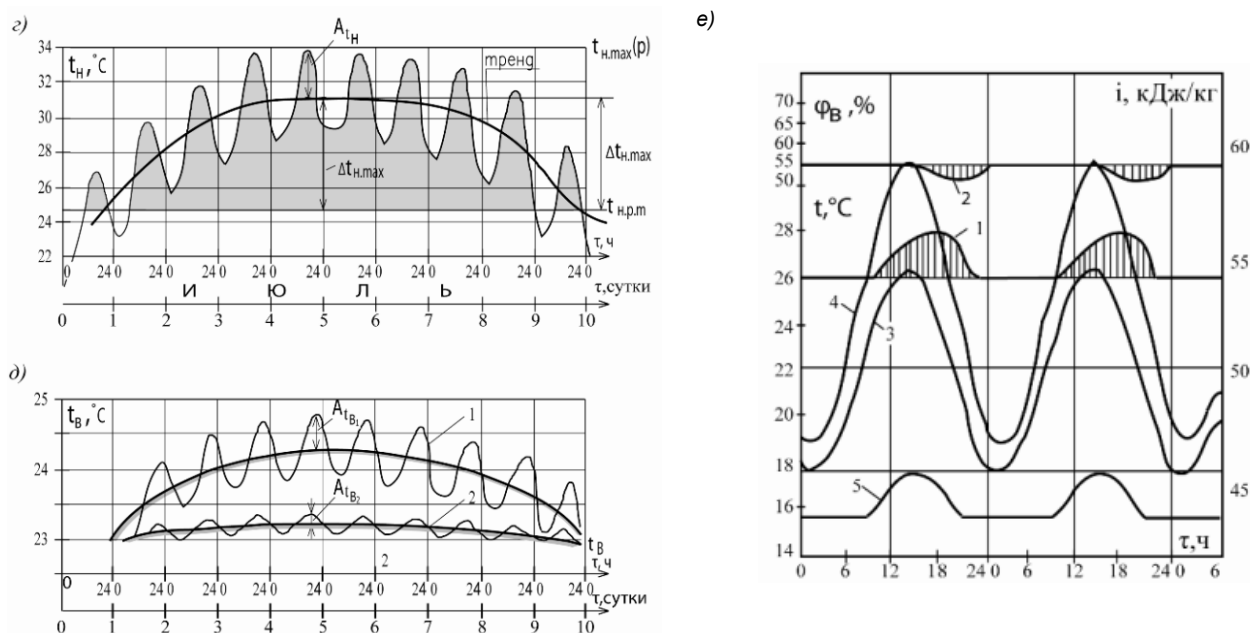 г)
t_н, °C
A_tн
t_н.max(p)
тренд
34
32
30
28
26
24
22
Δt_н.max
Δt_н.max
t_н.р.m
τ, ч
0 24 0 24 0 24 0 24 0 24 0 24 0 24 0 24 0 24 0 24 0
И Ю Л Ь
τ,сутки
0 1 2 3 4 5 6 7 8 9 10
д)
t_в, °C
25
24
23
A_tв1
1
A_tв2
2
t_в
2
τ, ч
0 24 0 24 0 24 0 24 0 24 0 24 0 24 0 24 0 24 0 24 0
τ,сутки
0 1 2 3 4 5 6 7 8 9 10
е)
φ_в ,%
i, кДж/кг
70
65
60
55
50
60
55
50
45
2
t,°C
1
28
26
24
22
20
18
16
14
4
3
5
τ,ч
0 6 12 18 24 0 6 12 18 24 0 6